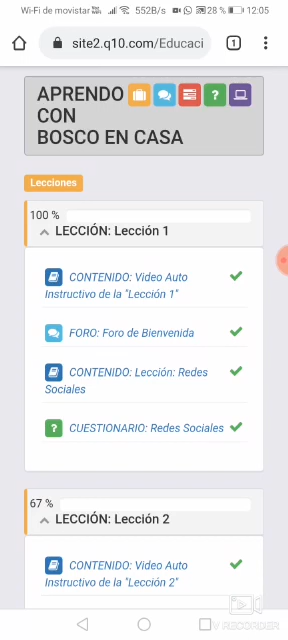 Wi-Fi de movistar 552B/s 28 % 12:05
site2.q10.com/Educaci 1
APRENDO
CON
BOSCO EN CASA
Lecciones
100 %
LECCIÓN: Lección 1
CONTENIDO: Video Auto
Instructivo de la "Lección 1"
FORO: Foro de Bienvenida
CONTENIDO: Lección: Redes
Sociales
CUESTIONARIO: Redes Sociales
67 %
LECCIÓN: Lección 2
CONTENIDO: Video Auto
Instructivo de la "Lección 2"
V RECORDER